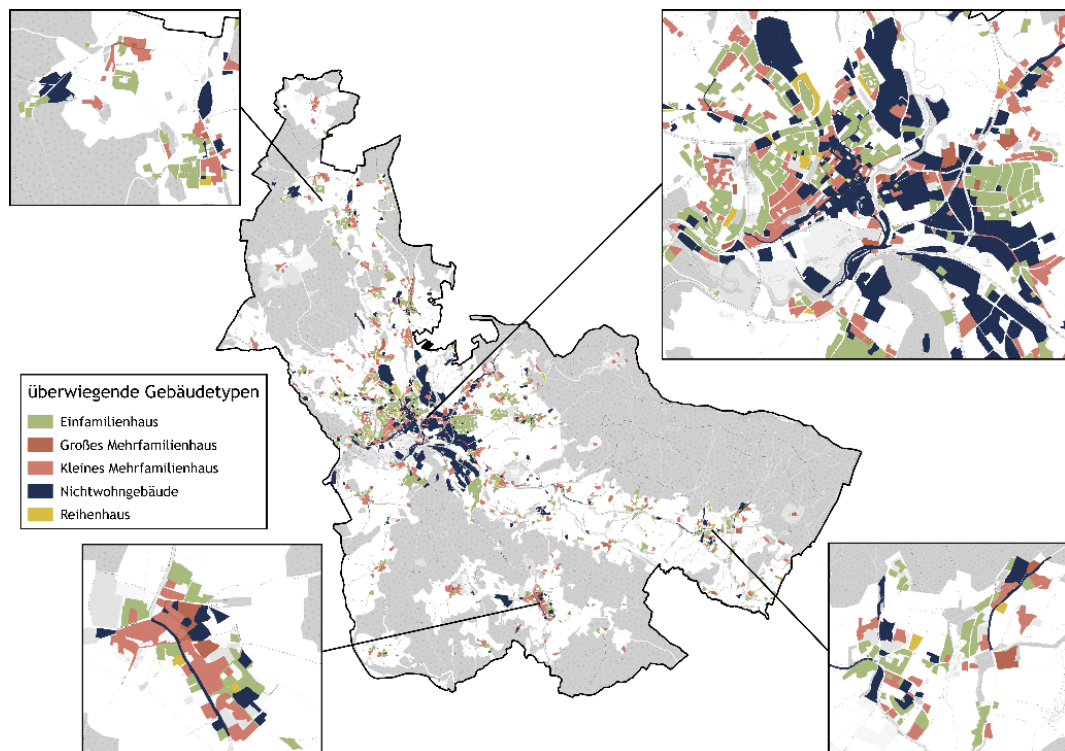 überwiegende Gebäudetypen
Einfamilienhaus
Großes Mehrfamilienhaus
Kleines Mehrfamilienhaus
Nichtwohngebäude
Reihenhaus